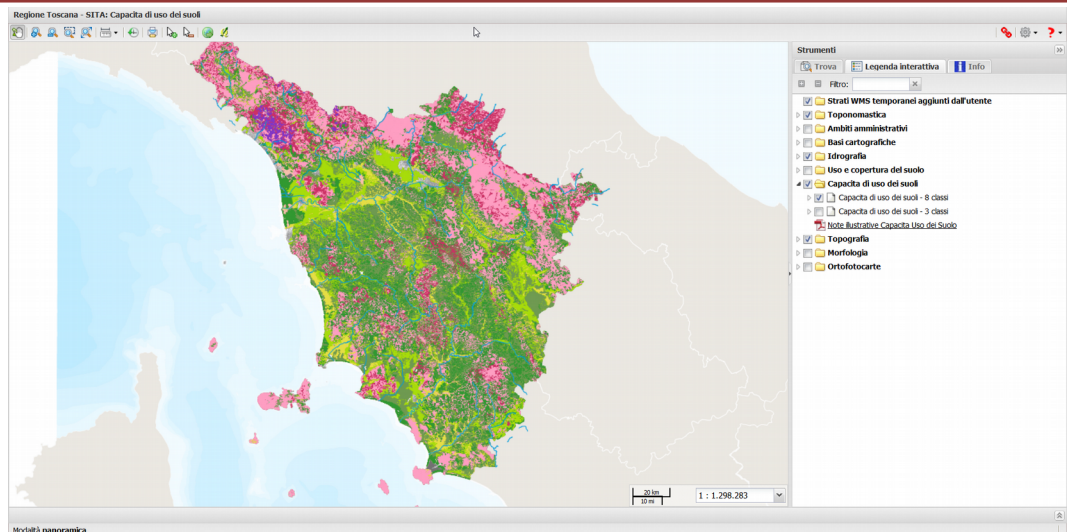 Regione Toscana - SITA: Capacita di uso dei suoli
Strumenti
Trova
Legenda interattiva
Info
Filtro:
Strati WMS temporanei aggiunti dall'utente
Toponomastica
Ambiti amministrativi
Basi cartografiche
Idrografia
Uso e copertura del suolo
Capacita di uso dei suoli
Capacita di uso dei suoli - 8 classi
Capacita di uso dei suoli - 3 classi
Note illustrative Capacita Uso del Suolo
Topografia
Morfologia
Ortofotocarte
20 km
10 mi
1 : 1.298.283
Modalità panoramica